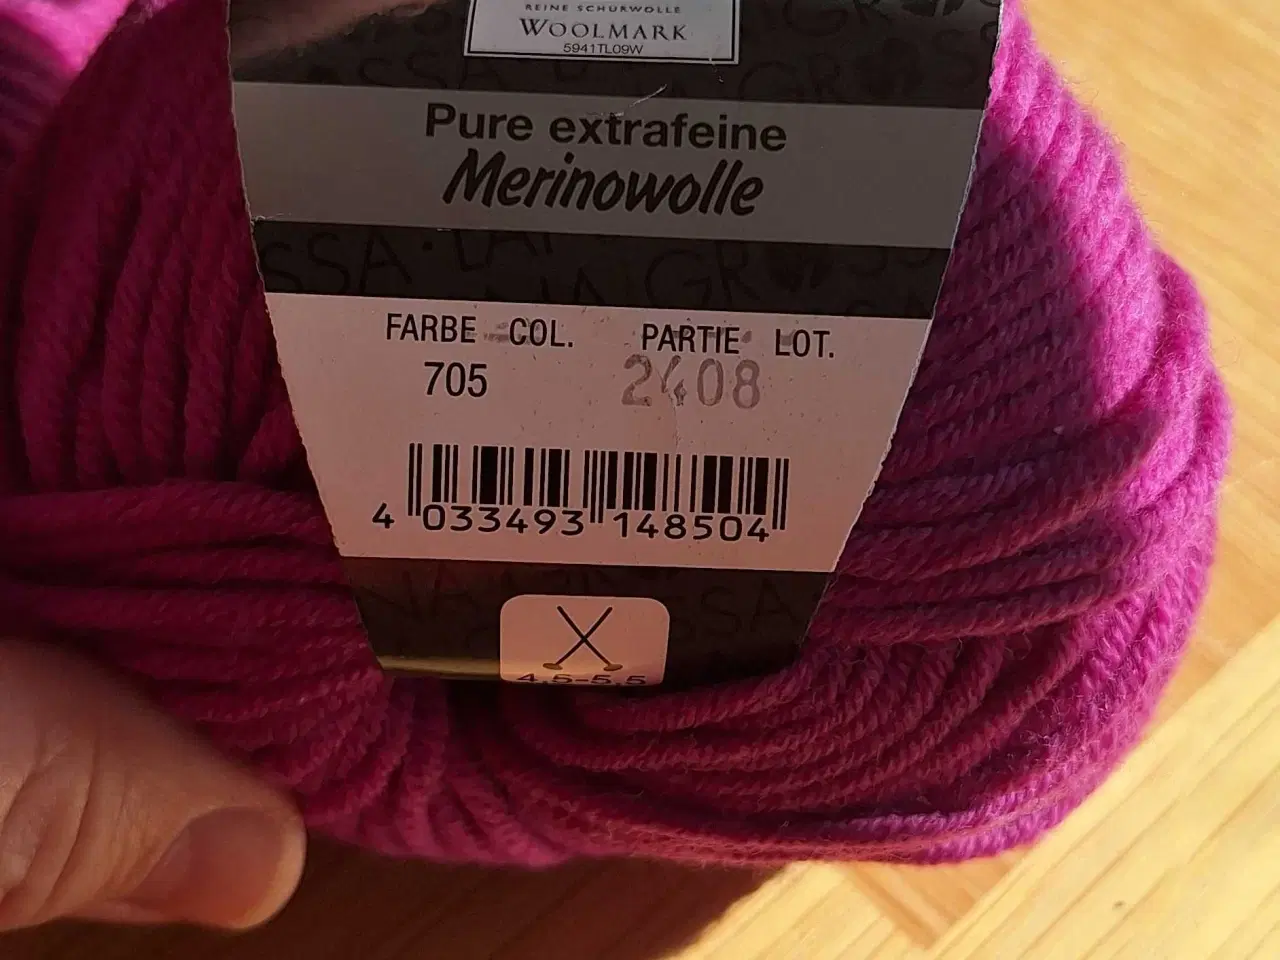 REINE SCHURWOLLE
WOOLMARK
5941TL09W
Pure extrafeine
Merinowolle
FARBE COL. PARTIE LOT.
705 2408
4 033493 148504
4,5-5,5